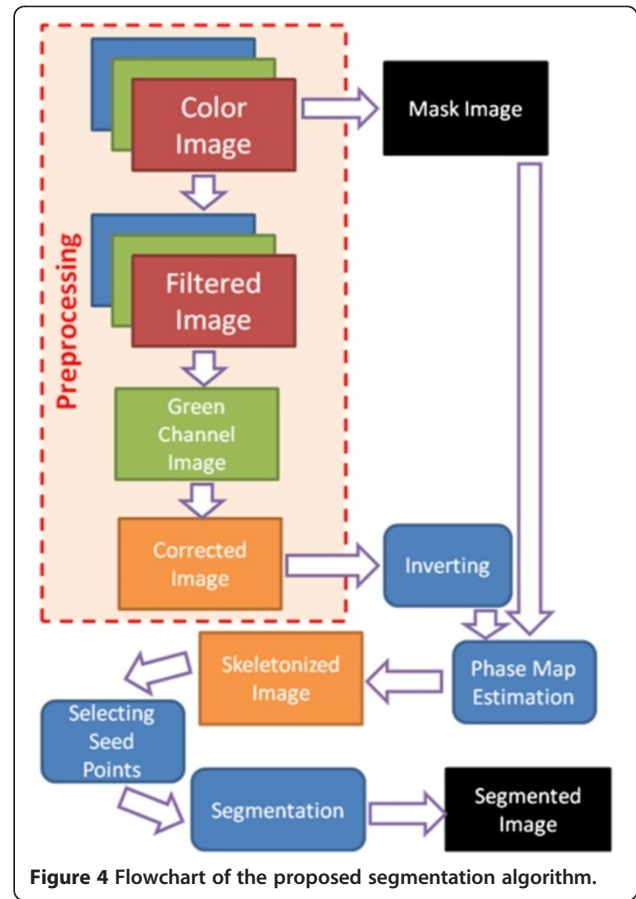 Preprocessing
Color
Image
Mask Image
Filtered
Image
Green
Channel
Image
Corrected
Image
Inverting
Skeletonized
Image
Phase Map
Estimation
Selecting
Seed
Points
Segmentation
Segmented
Image
Figure 4 Flowchart of the proposed segmentation algorithm.